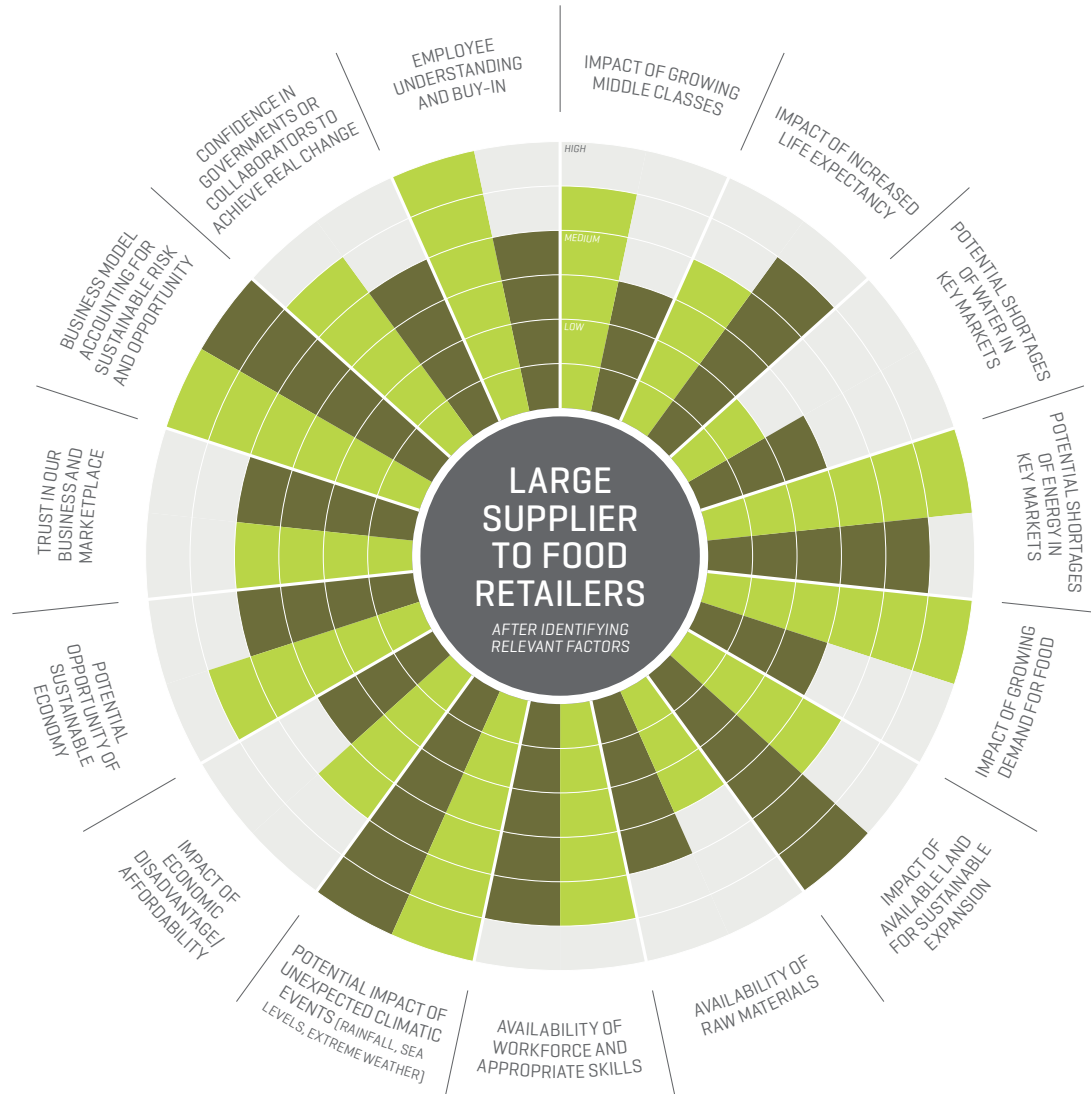 EMPLOYEE
UNDERSTANDING
AND BUY-IN
IMPACT OF GROWING
MIDDLE CLASSES
IMPACT OF INCREASED
LIFE EXPECTANCY
POTENTIAL SHORTAGES
OF WATER IN
KEY MARKETS
POTENTIAL SHORTAGES
OF ENERGY IN
KEY MARKETS
IMPACT OF GROWING
DEMAND FOR FOOD
IMPACT OF
AVAILABLE LAND
FOR SUSTAINABLE
EXPANSION
AVAILABILITY OF
RAW MATERIALS
AVAILABILITY OF
WORKFORCE AND
APPROPRIATE SKILLS
POTENTIAL IMPACT OF
UNEXPECTED CLIMATIC
EVENTS (RAINFALL, SEA
LEVELS, EXTREME WEATHER)
IMPACT OF
ECONOMIC
DISADVANTAGE/
AFFORDABILITY
POTENTIAL
OPPORTUNITY OF
SUSTAINABLE
ECONOMY
TRUST IN OUR
BUSINESS AND
MARKETPLACE
BUSINESS MODEL
ACCOUNTING FOR
SUSTAINABLE RISK
AND OPPORTUNITY
CONFIDENCE IN
GOVERNMENTS OR
COLLABORATORS TO
ACHIEVE REAL CHANGE
HIGH
MEDIUM
LOW
LARGE
SUPPLIER
TO FOOD
RETAILERS
AFTER IDENTIFYING
RELEVANT FACTORS